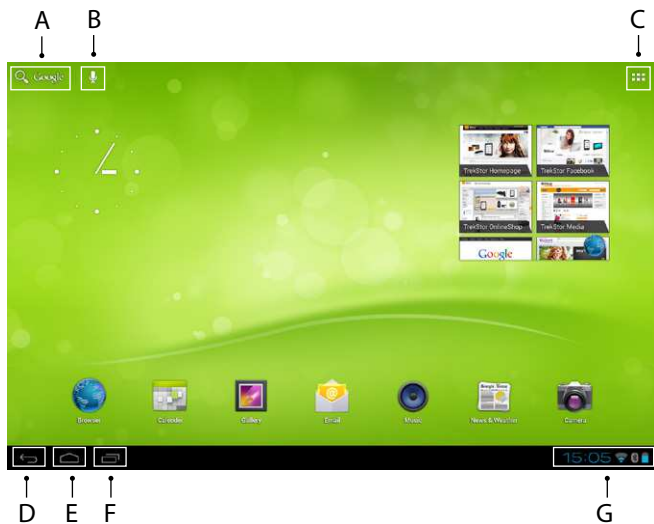 A B C
Google
TrekStor Homepage TrekStor Facebook
TrekStor OnlineShop TrekStor Media
Google
Browser Calendar Gallery Email Music News & Weather Camera
15:05
D E F G